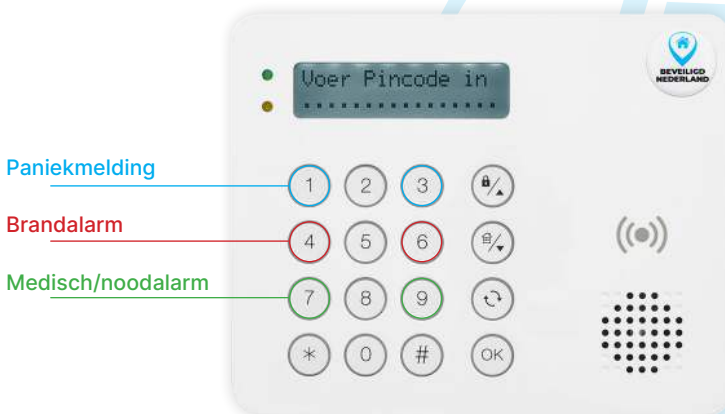 Voer Pincode in
BEVEILIGD
NEDERLAND
Paniekmelding
1 2 3
Brandalarm
4 5 6
Medisch/noodalarm
7 8 9
* 0 # OK